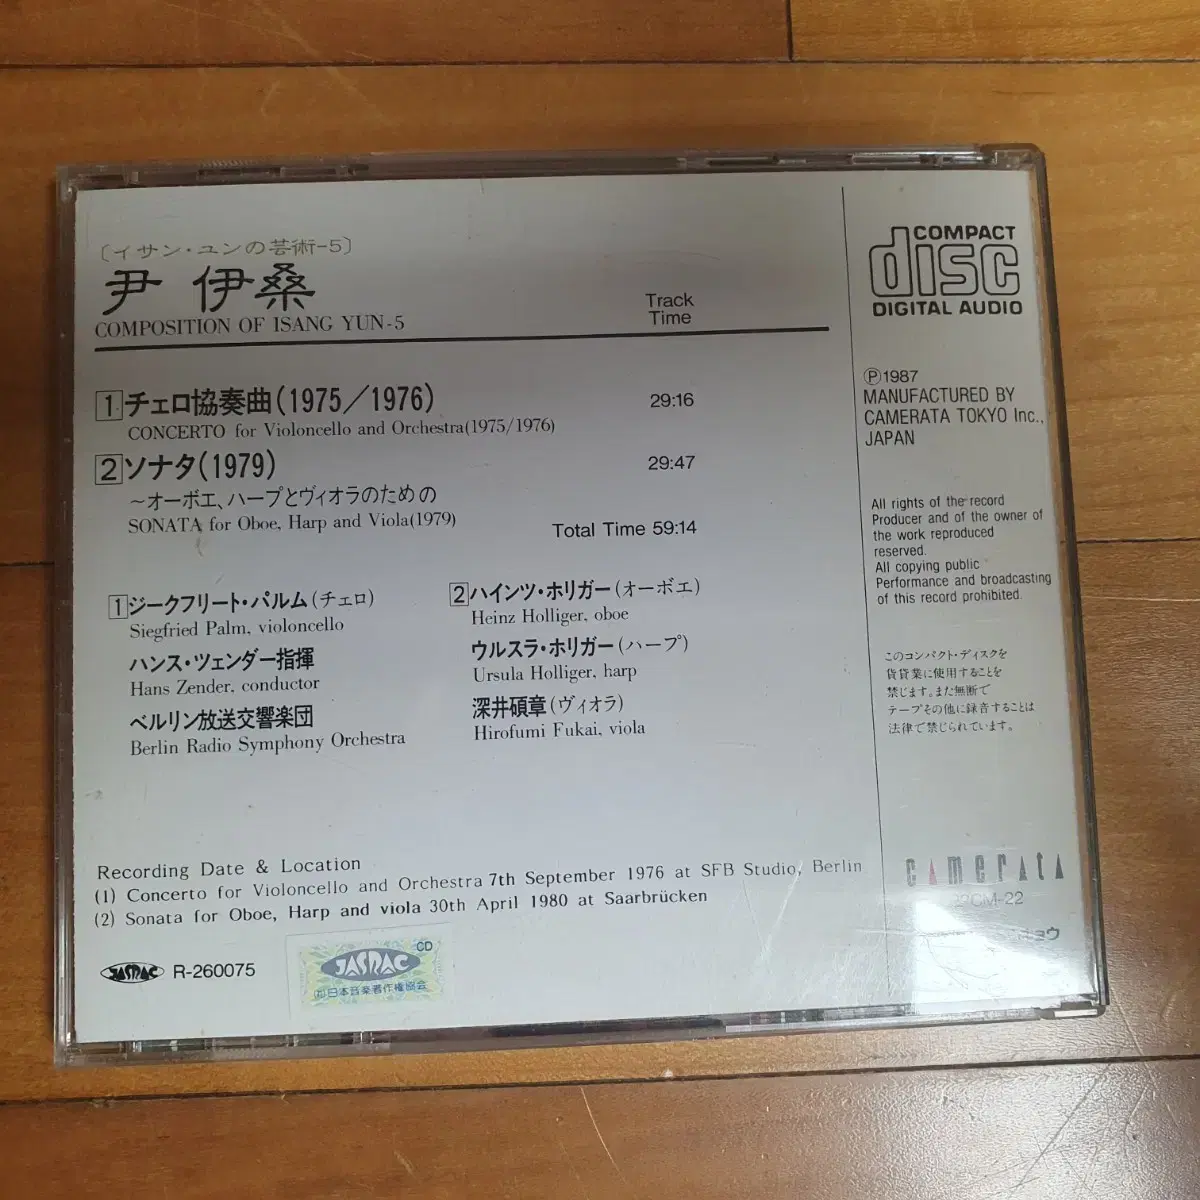 〔イサン・ユンの芸術-5〕
尹 伊桑
COMPOSITION OF ISANG YUN-5
Track
Time
1 チェロ協奏曲(1975/1976) 29:16
CONCERTO for Violoncello and Orchestra(1975/1976)
2 ソナタ(1979) 29:47
～オーボエ、ハープとヴィオラのための
SONATA for Oboe, Harp and Viola(1979)
Total Time 59:14
1 ジークフリート・パルム(チェロ)
Siegfried Palm, violoncello
ハンス・ツェンダー指揮
Hans Zender, conductor
ベルリン放送交響楽団
Berlin Radio Symphony Orchestra
2 ハインツ・ホリガー(オーボエ)
Heinz Holliger, oboe
ウルスラ・ホリガー(ハープ)
Ursula Holliger, harp
深井碩章(ヴィオラ)
Hirofumi Fukai, viola
Recording Date & Location
(1) Concerto for Violoncello and Orchestra 7th September 1976 at SFB Studio, Berlin
(2) Sonata for Oboe, Harp and viola 30th April 1980 at Saarbrücken
JASRAC R-260075
CD
JASRAC
日本音楽著作権協会
COMPACT
disc
DIGITAL AUDIO
Ⓟ1987
MANUFACTURED BY
CAMERATA TOKYO Inc.,
JAPAN
All rights of the record
Producer and of the owner of
the work reproduced
reserved.
All copying public
Performance and broadcasting
of this record prohibited.
このコンパクト・ディスクを
賃貸業に使用することを
禁じます。また無断で
テープその他に録音することは
法律で禁じられています。
camerata
CM-22